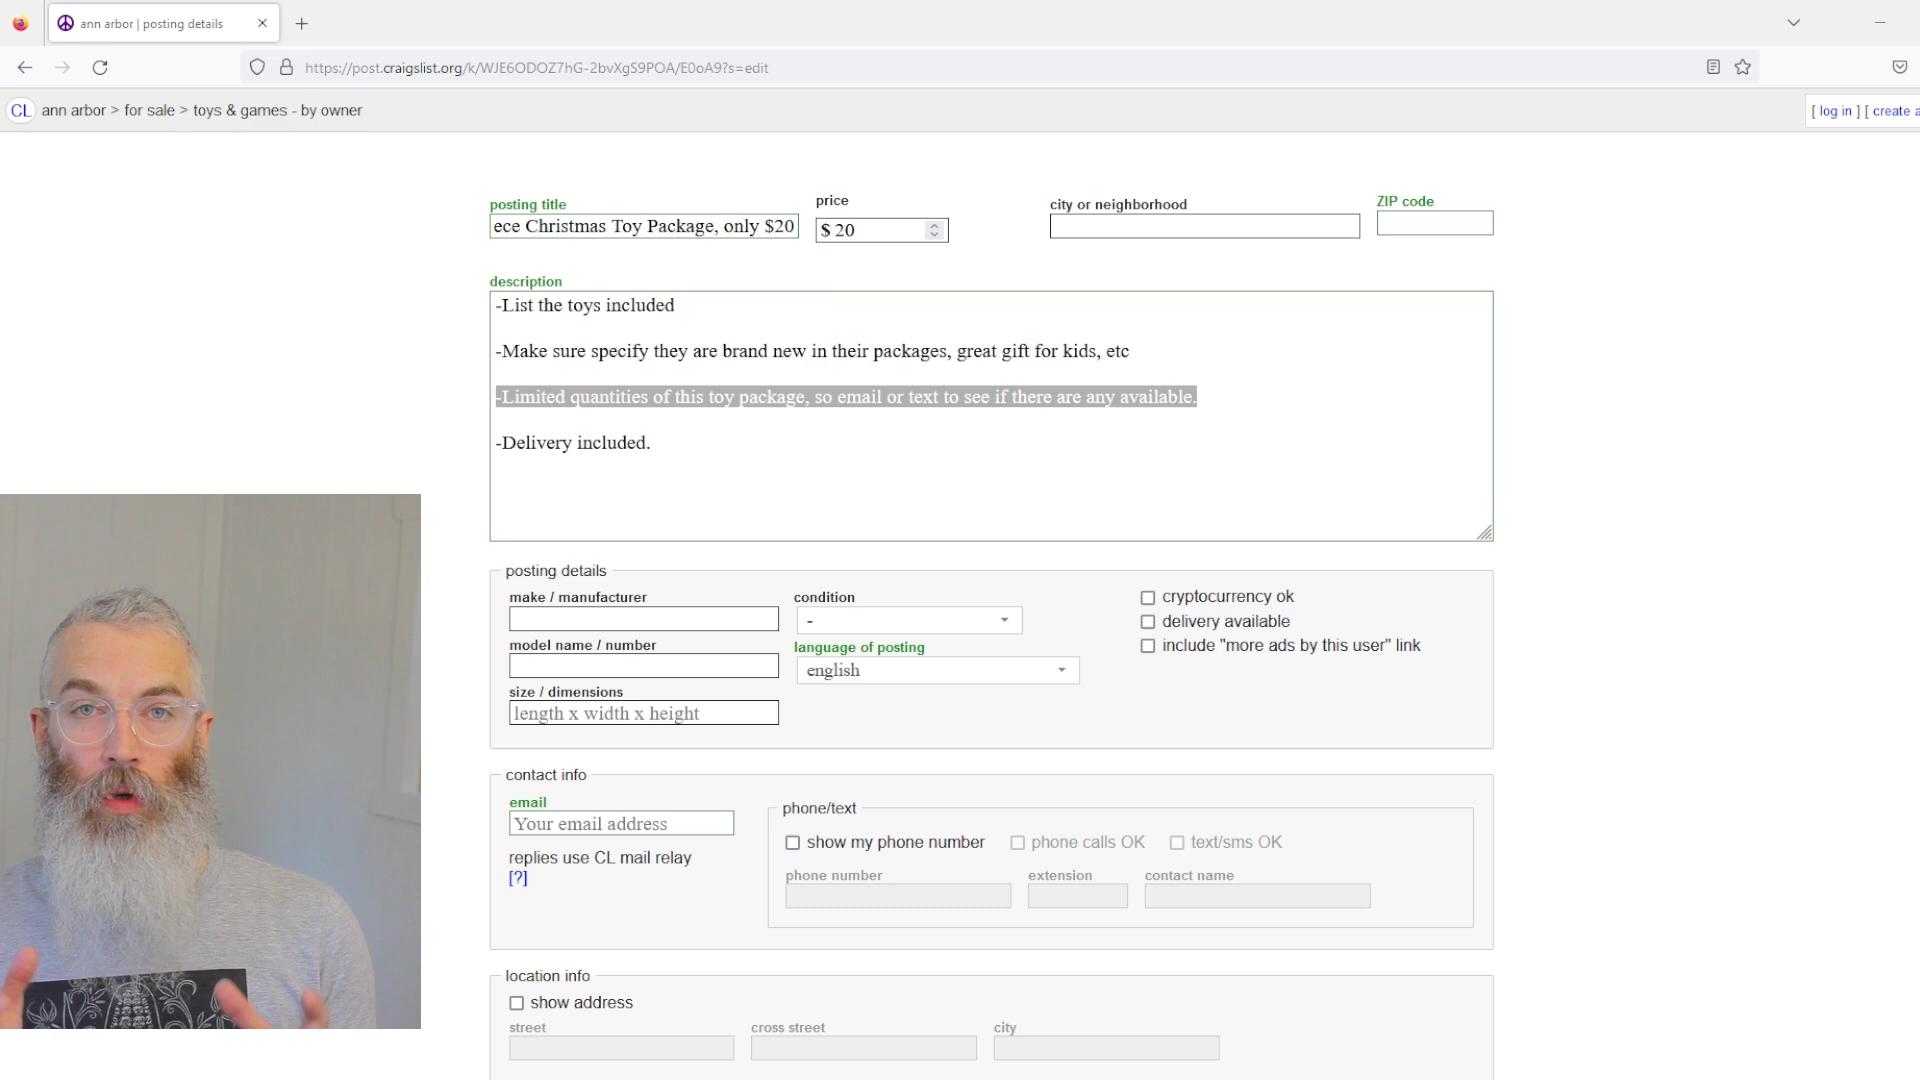 ann arbor | posting details
https://post.craigslist.org/k/WJE6ODOZ7hG-2bvXgS9POA/E0oA9?s=edit
CL ann arbor > for sale > toys & games - by owner
[ log in ] [ create a
posting title
price
city or neighborhood
ZIP code
ece Christmas Toy Package, only $20
$ 20
description
-List the toys included
-Make sure specify they are brand new in their packages, great gift for kids, etc
-Limited quantities of this toy package, so email or text to see if there are any available.
-Delivery included.
posting details
make / manufacturer
condition
-
cryptocurrency ok
delivery available
include "more ads by this user" link
model name / number
language of posting
english
size / dimensions
length x width x height
contact info
email
Your email address
replies use CL mail relay
[?]
phone/text
show my phone number
phone calls OK
text/sms OK
phone number
extension
contact name
location info
show address
street
cross street
city